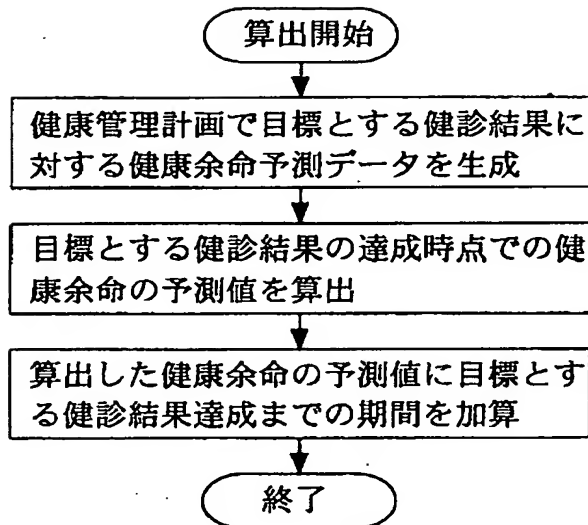 算出開始
健康管理計画で目標とする健診結果に
対する健康余命予測データを生成
目標とする健診結果の達成時点での健
康余命の予測値を算出
算出した健康余命の予測値に目標とす
る健診結果達成までの期間を加算
終了